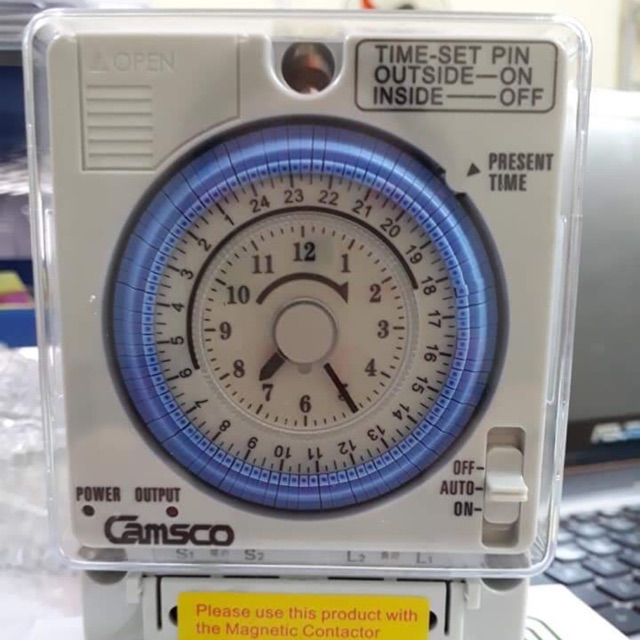 ⚠OPEN
TIME-SET PIN
OUTSIDE—ON
INSIDE——OFF
PRESENT
TIME
24 23 22 21 20 19 18 17 16 15 14 13 12 11 10 9 8 7 6 5 4 3 2 1
12 1 2 3 4 5 6 7 8 9 10 11
OFF-
AUTO-
ON-
POWER OUTPUT
Camsco
S1 S2 L2 L1
Please use this product with
the Magnetic Contactor